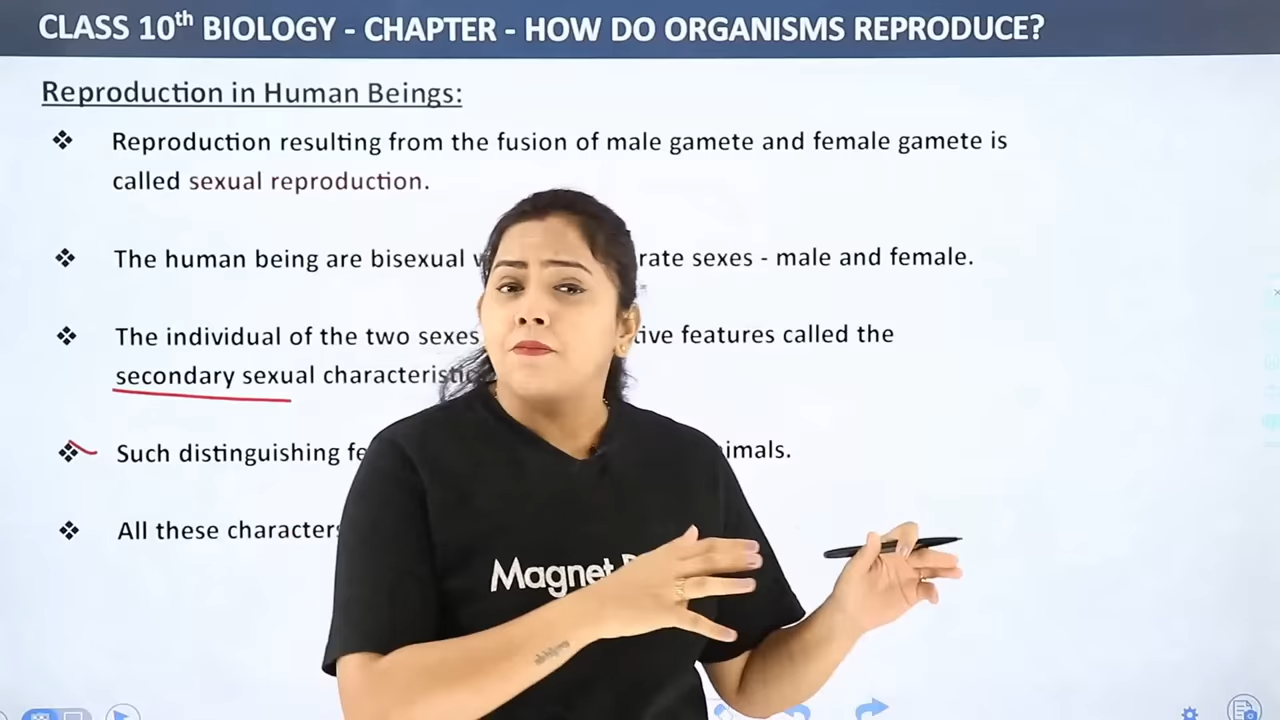 CLASS 10th BIOLOGY - CHAPTER - HOW DO ORGANISMS REPRODUCE?
Reproduction in Human Beings:
❖ Reproduction resulting from the fusion of male gamete and female gamete is
called sexual reproduction.
❖ The human being are bisexual rate sexes - male and female.
❖ The individual of the two sexes tive features called the
secondary sexual characteristic
❖ Such distinguishing fe imals.
❖ All these characters
Magnet